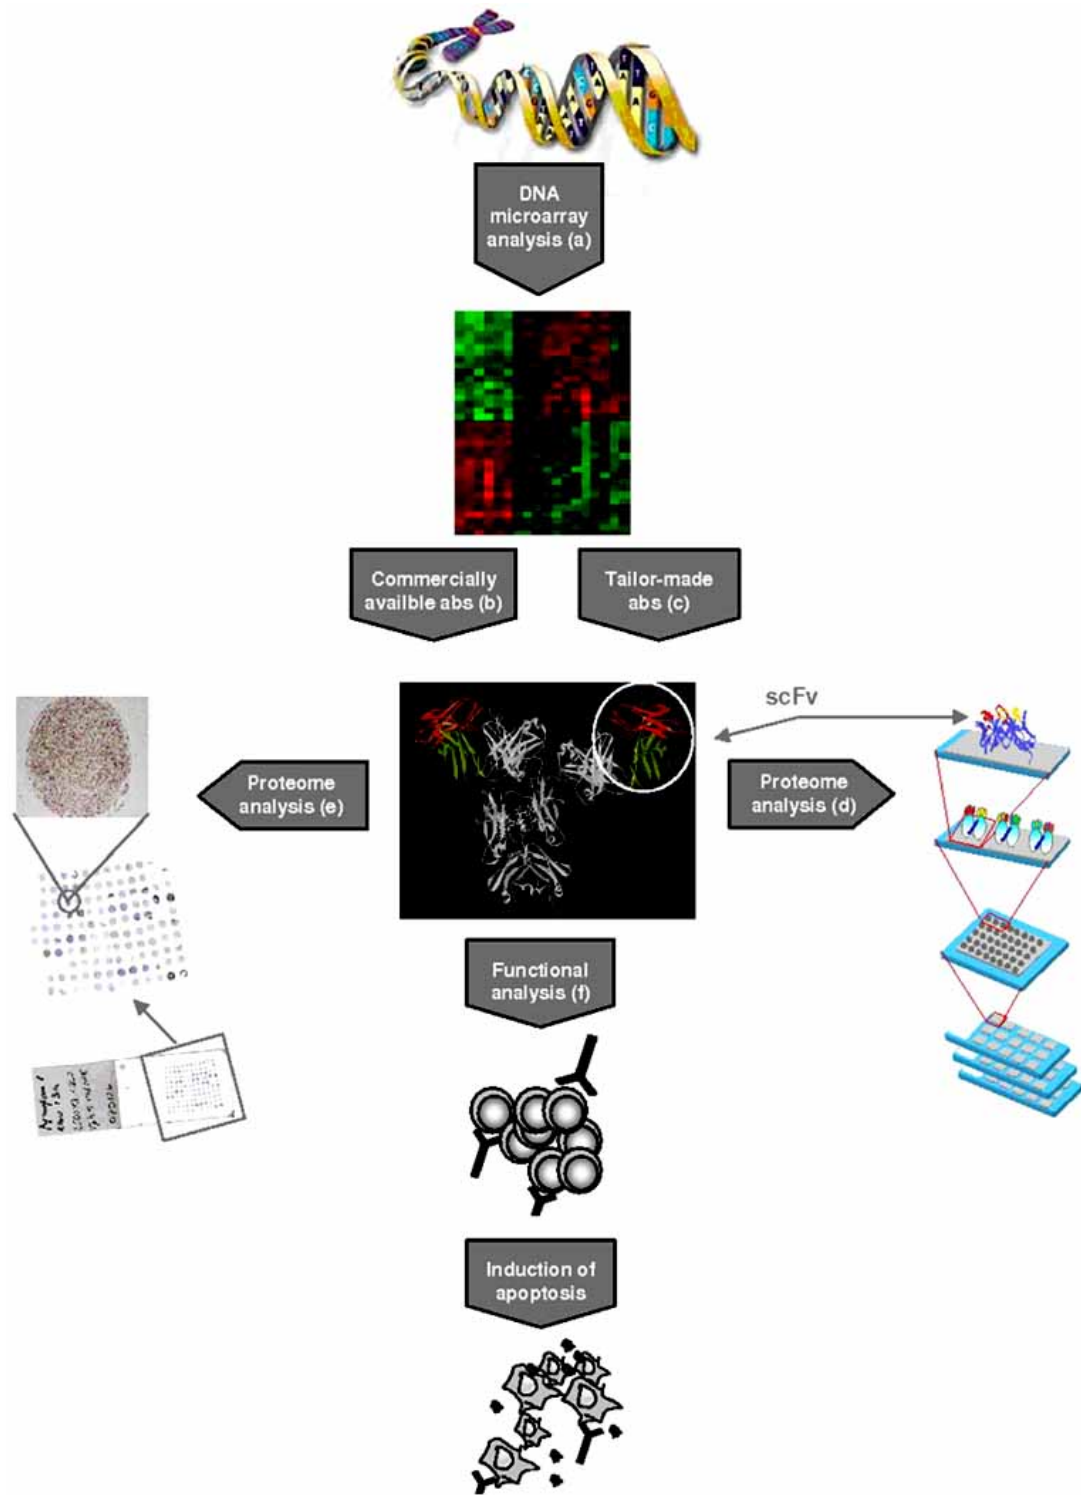 DNA
microarray
analysis (a)
Commercially
availble abs (b)
Tailor-made
abs (c)
scFv
Proteome
analysis (e)
Proteome
analysis (d)
Functional
analysis (f)
Induction of
apoptosis